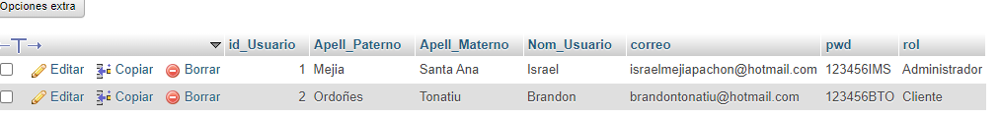 Opciones extra
id_Usuario Apell_Paterno Apell_Materno Nom_Usuario correo pwd rol
Editar Copiar Borrar 1 Mejia Santa Ana Israel israelmejiapachon@hotmail.com 123456IMS Administrador
Editar Copiar Borrar 2 Ordoñes Tonatiu Brandon brandontonatiu@hotmail.com 123456BTO Cliente